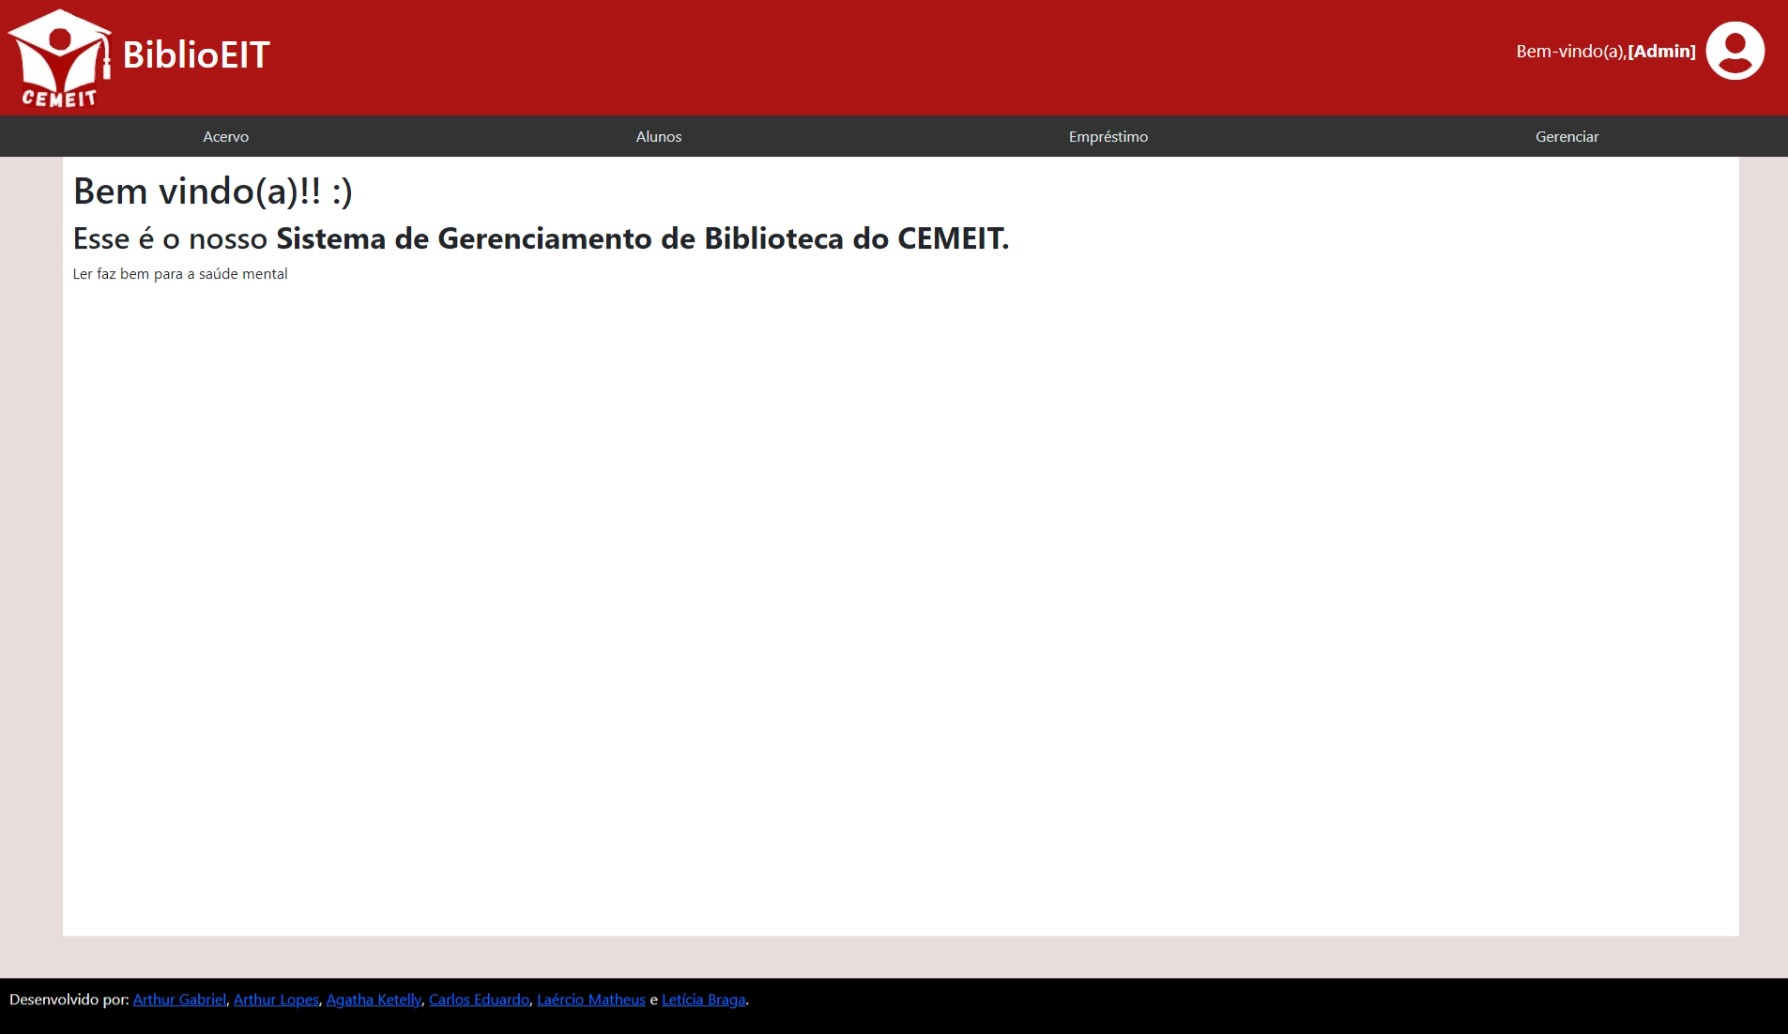 CEMEIT
BiblioEIT
Bem-vindo(a),[Admin]
Acervo
Alunos
Empréstimo
Gerenciar
Bem vindo(a)!! :)
Esse é o nosso Sistema de Gerenciamento de Biblioteca do CEMEIT.
Ler faz bem para a saúde mental
Desenvolvido por: Arthur Gabriel, Arthur Lopes, Agatha Ketelly, Carlos Eduardo, Laércio Matheus e Letícia Braga.